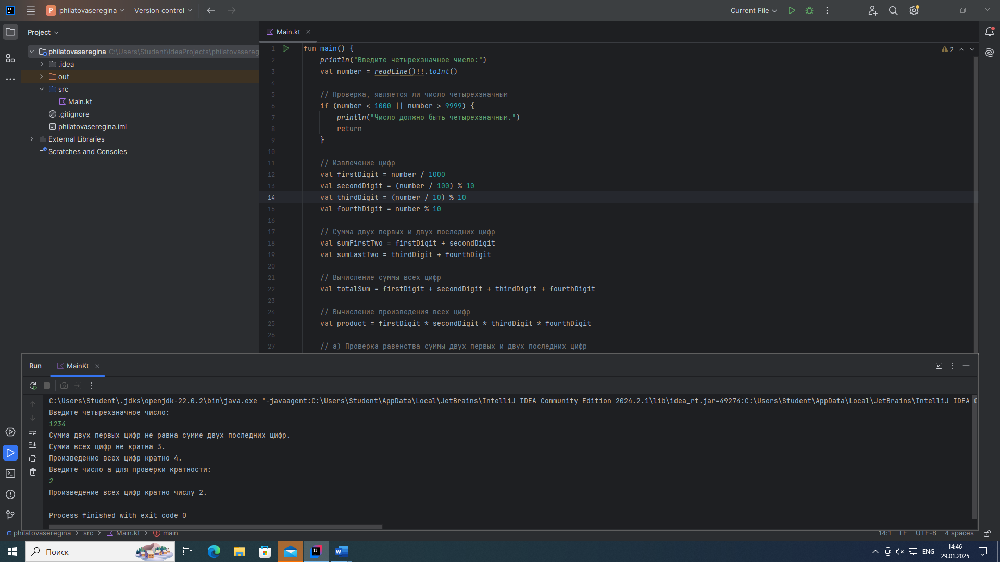 P philatovaseregina Version control Current File
Project
Main.kt
philatovaseregina C:\Users\Student\IdeaProjects\philatovasereg
.idea
out
src
Main.kt
.gitignore
philatovaseregina.iml
External Libraries
Scratches and Consoles
2
1 fun main() {
2 println("Введите четырехзначное число:")
3 val number = readLine()!!.toInt()
4
5 // Проверка, является ли число четырехзначным
6 if (number < 1000 || number > 9999) {
7 println("Число должно быть четырехзначным.")
8 return
9 }
10
11 // Извлечение цифр
12 val firstDigit = number / 1000
13 val secondDigit = (number / 100) % 10
14 val thirdDigit = (number / 10) % 10
15 val fourthDigit = number % 10
16
17 // Сумма двух первых и двух последних цифр
18 val sumFirstTwo = firstDigit + secondDigit
19 val sumLastTwo = thirdDigit + fourthDigit
20
21 // Вычисление суммы всех цифр
22 val totalSum = firstDigit + secondDigit + thirdDigit + fourthDigit
23
24 // Вычисление произведения всех цифр
25 val product = firstDigit * secondDigit * thirdDigit * fourthDigit
26
27 // а) Проверка равенства суммы двух первых и двух последних цифр
Run MainKt
C:\Users\Student\.jdks\openjdk-22.0.2\bin\java.exe "-javaagent:C:\Users\Student\AppData\Local\JetBrains\IntelliJ IDEA Community Edition 2024.2.1\lib\idea_rt.jar=49274:C:\Users\Student\AppData\Local\JetBrains\IntelliJ IDEA C
Введите четырехзначное число:
1234
Сумма двух первых цифр не равна сумме двух последних цифр.
Сумма всех цифр не кратна 3.
Произведение всех цифр кратно 4.
Введите число a для проверки кратности:
2
Произведение всех цифр кратно числу 2.
Process finished with exit code 0
philatovaseregina > src > Main.kt > main 14:1 LF UTF-8 4 spaces
Поиск
ENG
14:46
29.01.2025